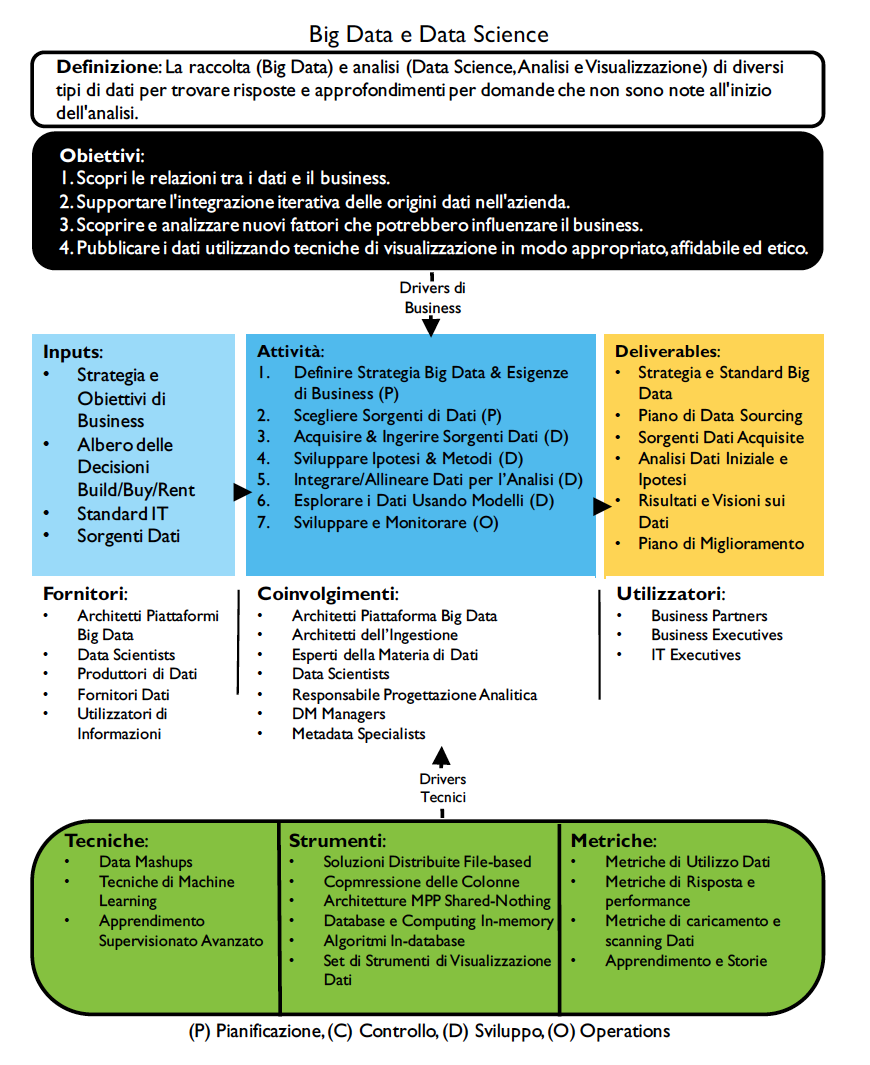 Big Data e Data Science
Definizione: La raccolta (Big Data) e analisi (Data Science, Analisi e Visualizzazione) di diversi
tipi di dati per trovare risposte e approfondimenti per domande che non sono note all'inizio
dell'analisi.
Obiettivi:
1. Scopri le relazioni tra i dati e il business.
2. Supportare l'integrazione iterativa delle origini dati nell'azienda.
3. Scoprire e analizzare nuovi fattori che potrebbero influenzare il business.
4. Pubblicare i dati utilizzando tecniche di visualizzazione in modo appropriato, affidabile ed etico.
Drivers di
Business
Inputs:
• Strategia e
Obiettivi di
Business
• Albero delle
Decisioni
Build/Buy/Rent
• Standard IT
• Sorgenti Dati
Attività:
1. Definire Strategia Big Data & Esigenze
di Business (P)
2. Scegliere Sorgenti di Dati (P)
3. Acquisire & Ingerire Sorgenti Dati (D)
4. Sviluppare Ipotesi & Metodi (D)
5. Integrare/Allineare Dati per l'Analisi (D)
6. Esplorare i Dati Usando Modelli (D)
7. Sviluppare e Monitorare (O)
Deliverables:
• Strategia e Standard Big
Data
• Piano di Data Sourcing
• Sorgenti Dati Acquisite
• Analisi Dati Iniziale e
Ipotesi
• Risultati e Visioni sui
Dati
• Piano di Miglioramento
Fornitori:
• Architetti Piattaformi
Big Data
• Data Scientists
• Produttori di Dati
• Fornitori Dati
• Utilizzatori di
Informazioni
Coinvolgimenti:
• Architetti Piattaforma Big Data
• Architetti dell'Ingestione
• Esperti della Materia di Dati
• Data Scientists
• Responsabile Progettazione Analitica
• DM Managers
• Metadata Specialists
Utilizzatori:
• Business Partners
• Business Executives
• IT Executives
Drivers
Tecnici
Tecniche:
• Data Mashups
• Tecniche di Machine
Learning
• Apprendimento
Supervisionato Avanzato
Strumenti:
• Soluzioni Distribuite File-based
• Copmressione delle Colonne
• Architetture MPP Shared-Nothing
• Database e Computing In-memory
• Algoritmi In-database
• Set di Strumenti di Visualizzazione
Dati
Metriche:
• Metriche di Utilizzo Dati
• Metriche di Risposta e
performance
• Metriche di caricamento e
scanning Dati
• Apprendimento e Storie
(P) Pianificazione, (C) Controllo, (D) Sviluppo, (O) Operations